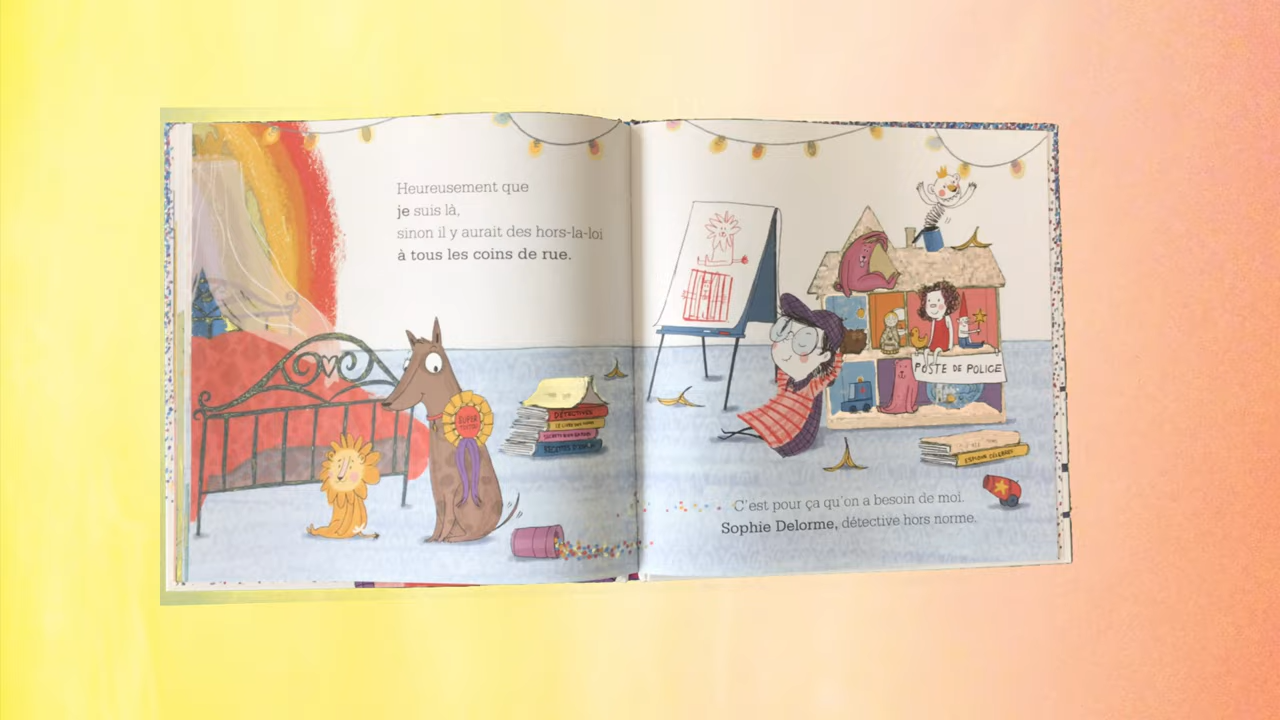 Heureusement que
je suis là,
sinon il y aurait des hors-la-loi
à tous les coins de rue.
SUPER
DÉTECTIVES
POSTE DE POLICE
C'est pour ça qu'on a besoin de moi.
Sophie Delorme, détective hors norme.